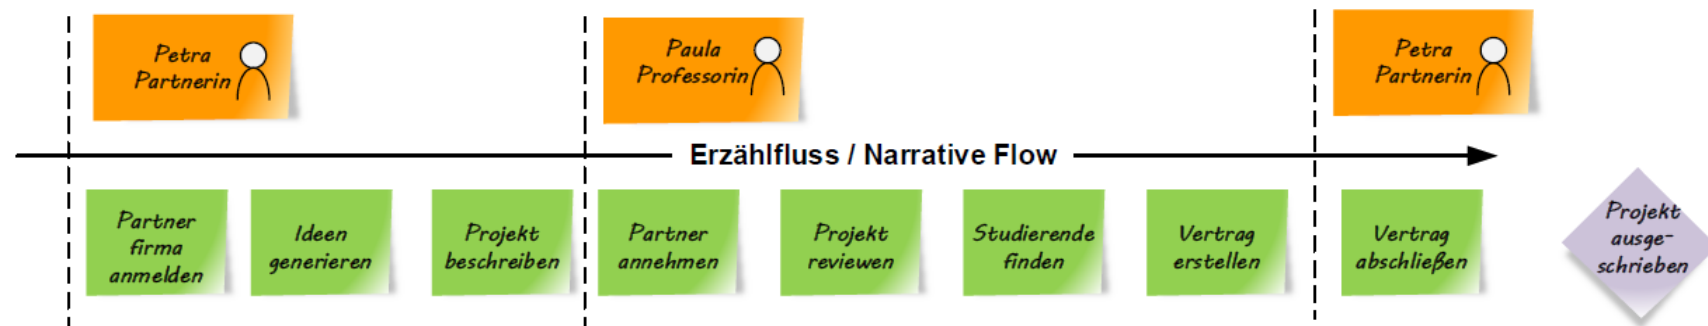 Petra
Partnerin
Paula
Professorin
Petra
Partnerin
Erzählfluss / Narrative Flow
Partner
firma
anmelden
Ideen
generieren
Projekt
beschreiben
Partner
annehmen
Projekt
reviewen
Studierende
finden
Vertrag
erstellen
Vertrag
abschließen
Projekt
ausge-
schrieben